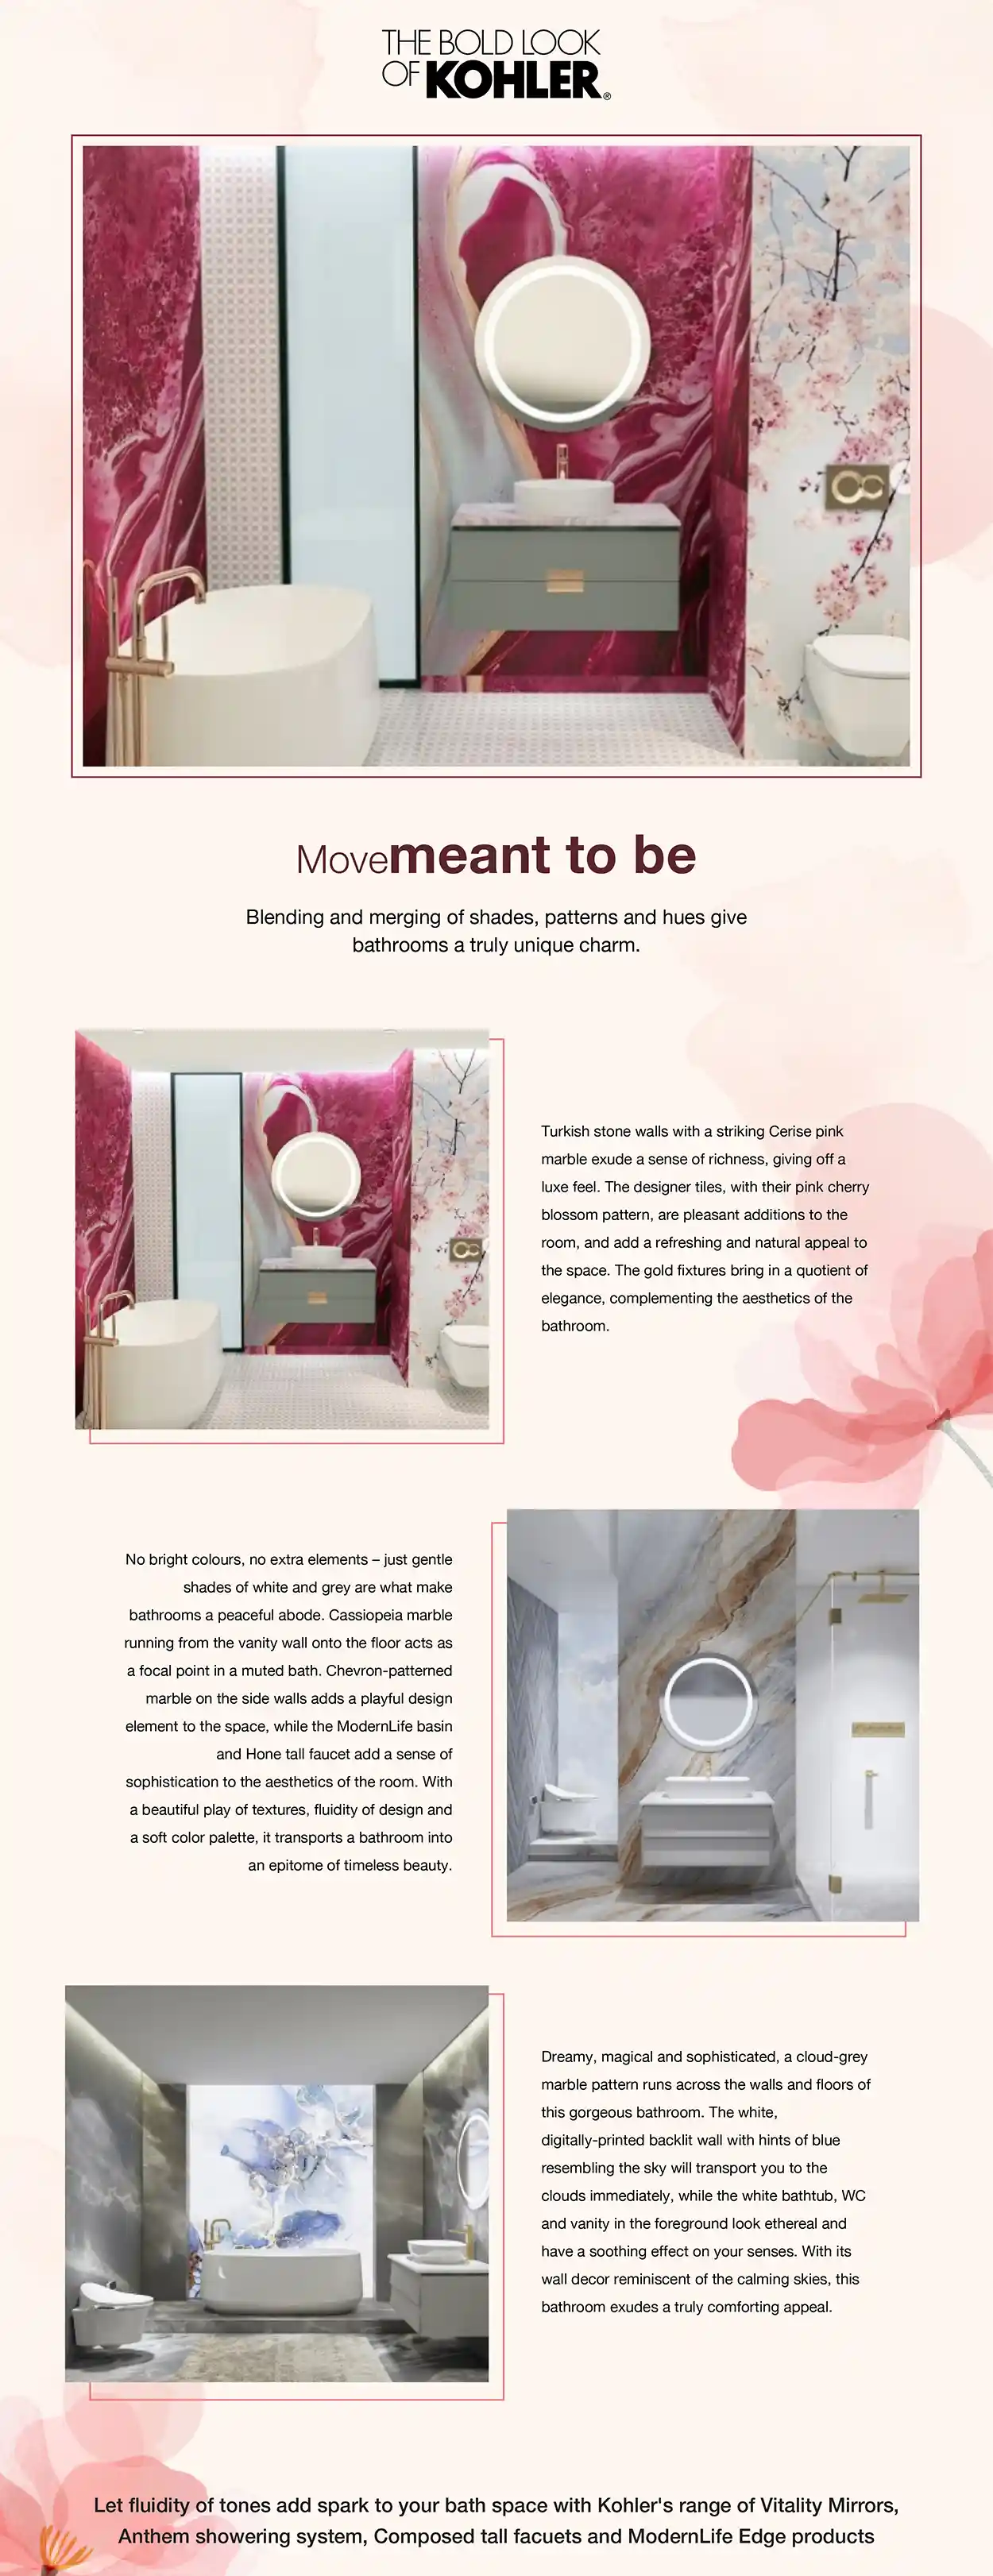 THE BOLD LOOK
OF KOHLER®
Movemeant to be
Blending and merging of shades, patterns and hues give
bathrooms a truly unique charm.
Turkish stone walls with a striking Cerise pink
marble exude a sense of richness, giving off a
luxe feel. The designer tiles, with their pink cherry
blossom pattern, are pleasant additions to the
room, and add a refreshing and natural appeal to
the space. The gold fixtures bring in a quotient of
elegance, complementing the aesthetics of the
bathroom.
No bright colours, no extra elements – just gentle
shades of white and grey are what make
bathrooms a peaceful abode. Cassiopeia marble
running from the vanity wall onto the floor acts as
a focal point in a muted bath. Chevron-patterned
marble on the side walls adds a playful design
element to the space, while the ModernLife basin
and Hone tall faucet add a sense of
sophistication to the aesthetics of the room. With
a beautiful play of textures, fluidity of design and
a soft color palette, it transports a bathroom into
an epitome of timeless beauty.
Dreamy, magical and sophisticated, a cloud-grey
marble pattern runs across the walls and floors of
this gorgeous bathroom. The white,
digitally-printed backlit wall with hints of blue
resembling the sky will transport you to the
clouds immediately, while the white bathtub, WC
and vanity in the foreground look ethereal and
have a soothing effect on your senses. With its
wall decor reminiscent of the calming skies, this
bathroom exudes a truly comforting appeal.
Let fluidity of tones add spark to your bath space with Kohler's range of Vitality Mirrors,
Anthem showering system, Composed tall facuets and ModernLife Edge products